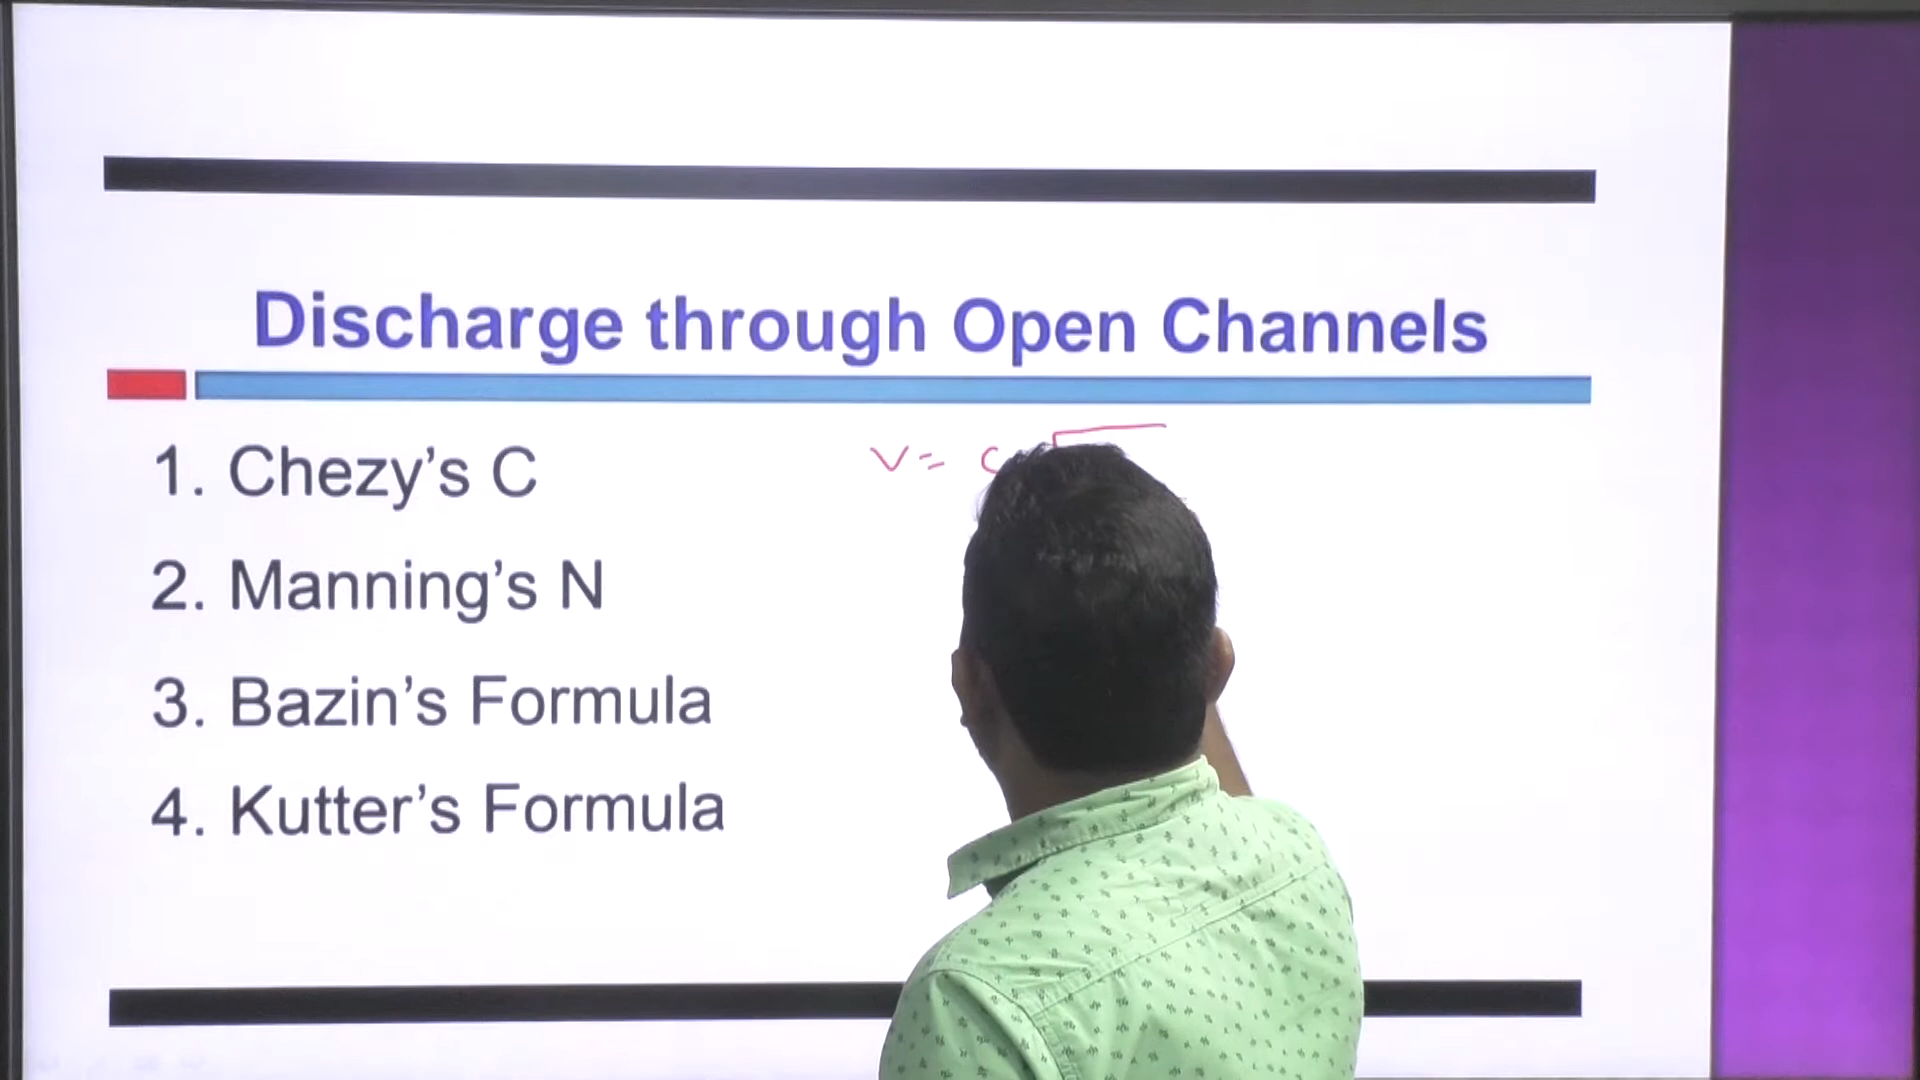 Discharge through Open Channels
1. Chezy's C
V= C√
2. Manning's N
3. Bazin's Formula
4. Kutter's Formula